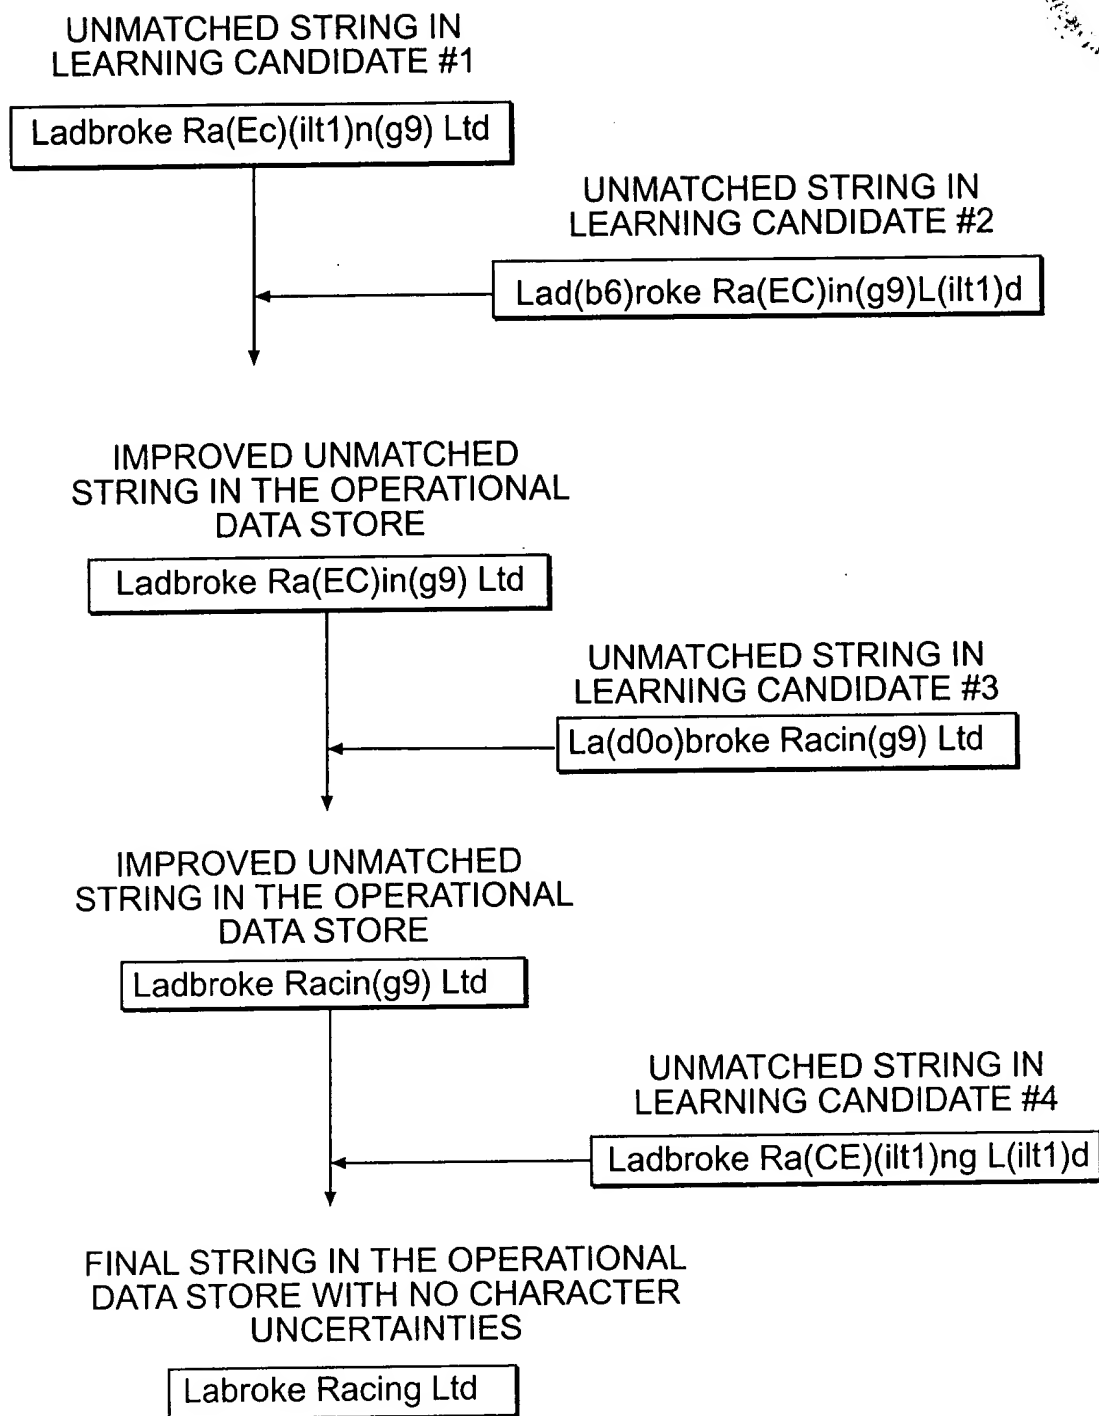 UNMATCHED STRING IN
LEARNING CANDIDATE #1
Ladbroke Ra(Ec)(ilt1)n(g9) Ltd
UNMATCHED STRING IN
LEARNING CANDIDATE #2
Lad(b6)roke Ra(EC)in(g9)L(ilt1)d
IMPROVED UNMATCHED
STRING IN THE OPERATIONAL
DATA STORE
Ladbroke Ra(EC)in(g9) Ltd
UNMATCHED STRING IN
LEARNING CANDIDATE #3
La(d0o)broke Racin(g9) Ltd
IMPROVED UNMATCHED
STRING IN THE OPERATIONAL
DATA STORE
Ladbroke Racin(g9) Ltd
UNMATCHED STRING IN
LEARNING CANDIDATE #4
Ladbroke Ra(CE)(ilt1)ng L(ilt1)d
FINAL STRING IN THE OPERATIONAL
DATA STORE WITH NO CHARACTER
UNCERTAINTIES
Labroke Racing Ltd